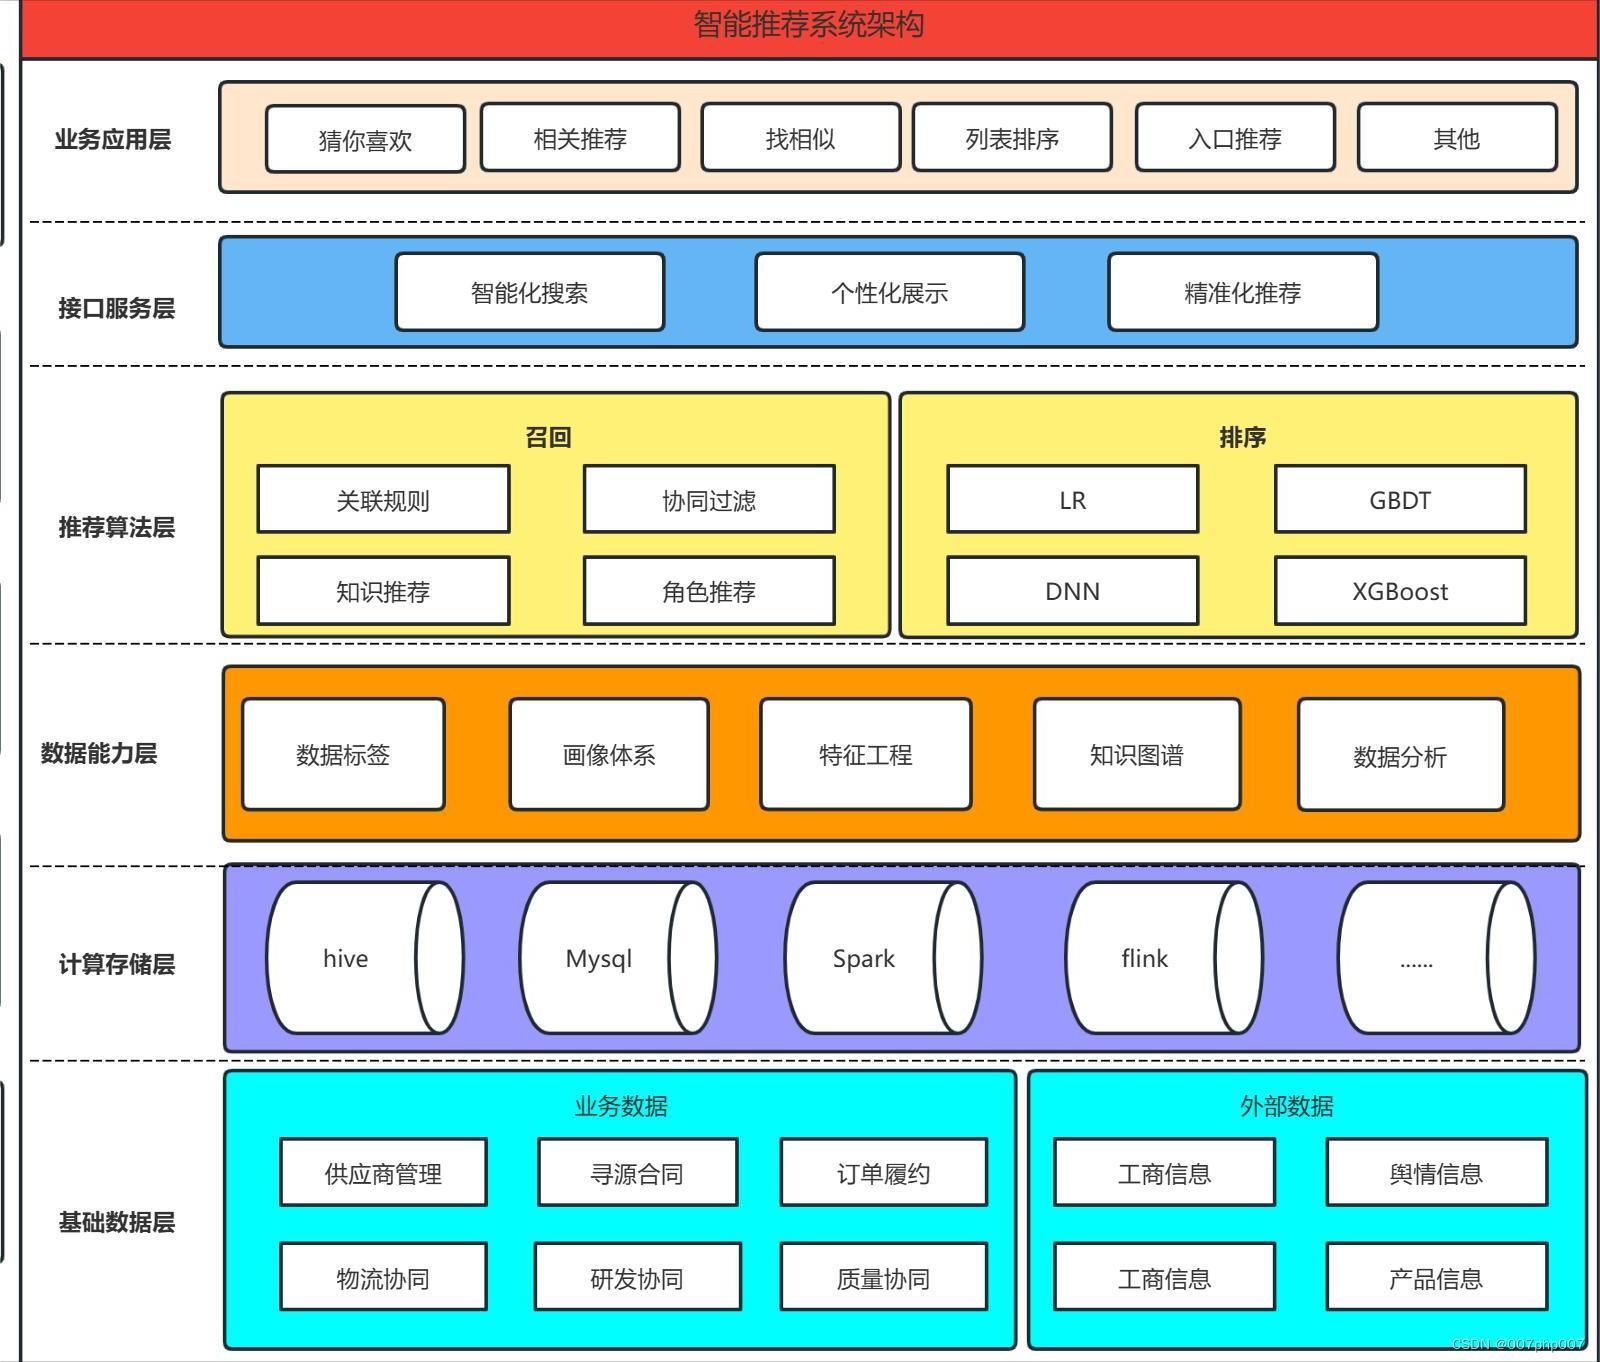 智能推荐系统架构
业务应用层
猜你喜欢
相关推荐
找相似
列表排序
入口推荐
其他
接口服务层
智能化搜索
个性化展示
精准化推荐
推荐算法层
召回
关联规则
协同过滤
知识推荐
角色推荐
排序
LR
GBDT
DNN
XGBoost
数据能力层
数据标签
画像体系
特征工程
知识图谱
数据分析
计算存储层
hive
Mysql
Spark
flink
......
基础数据层
业务数据
供应商管理
寻源合同
订单履约
物流协同
研发协同
质量协同
外部数据
工商信息
舆情信息
工商信息
产品信息
CSDN @007php007